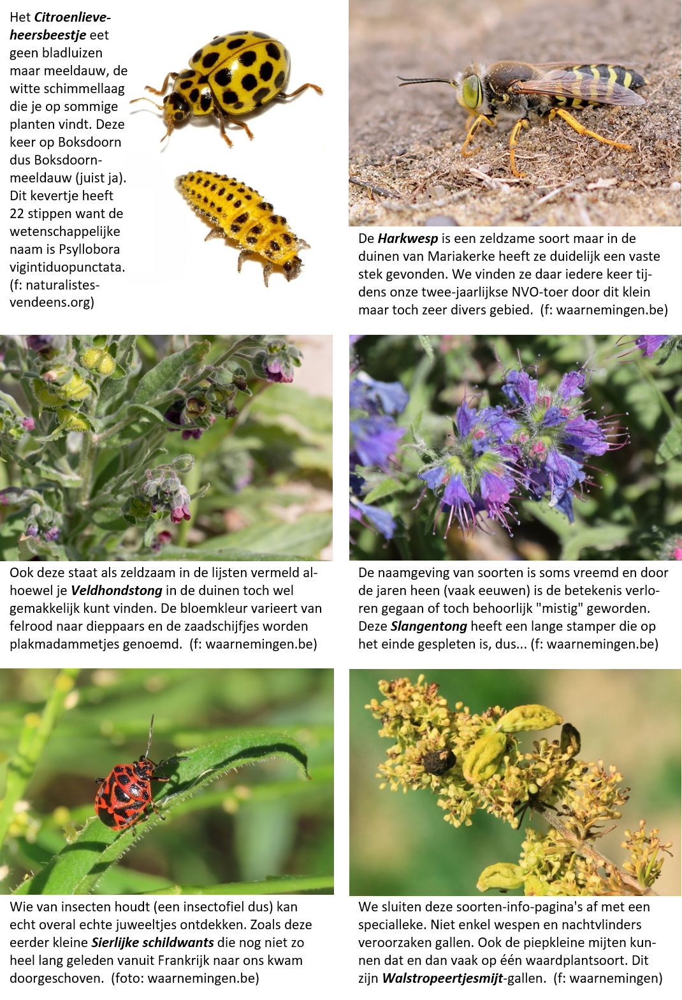 Het Citroenlieve-
heersbeestje eet
geen bladluizen
maar meeldauw, de
witte schimmellaag
die je op sommige
planten vindt. Deze
keer op Boksdoorn
dus Boksdoorn-
meeldauw (juist ja).
Dit kevertje heeft
22 stippen want de
wetenschappelijke
naam is Psyllobora
vigintiduopunctata.
(f: naturalistes-
vendeens.org)
De Harkwesp is een zeldzame soort maar in de
duinen van Mariakerke heeft ze duidelijk een vaste
stek gevonden. We vinden ze daar iedere keer tij-
dens onze twee-jaarlijkse NVO-toer door dit klein
maar toch zeer divers gebied. (f: waarnemingen.be)
Ook deze staat als zeldzaam in de lijsten vermeld al-
hoewel je Veldhondstong in de duinen toch wel
gemakkelijk kunt vinden. De bloemkleur varieert van
felrood naar dieppaars en de zaadschijfjes worden
plakmadammetjes genoemd. (f: waarnemingen.be)
De naamgeving van soorten is soms vreemd en door
de jaren heen (vaak eeuwen) is de betekenis verlo-
ren gegaan of toch behoorlijk "mistig" geworden.
Deze Slangentong heeft een lange stamper die op
het einde gespleten is, dus... (f: waarnemingen.be)
Wie van insecten houdt (een insectofiel dus) kan
echt overal echte juweeltjes ontdekken. Zoals deze
eerder kleine Sierlijke schildwants die nog niet zo
heel lang geleden vanuit Frankrijk naar ons kwam
doorgeschoven. (foto: waarnemingen.be)
We sluiten deze soorten-info-pagina's af met een
specialleke. Niet enkel wespen en nachtvlinders
veroorzaken gallen. Ook de piepkleine mijten kun-
nen dat en dan vaak op één waardplantsoort. Dit
zijn Walstropeertjesmijt-gallen. (f: waarnemingen)